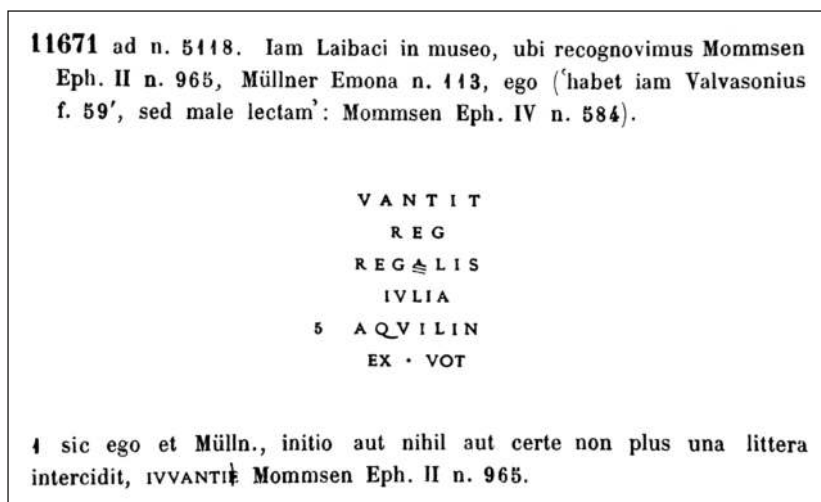 11671 ad n. 5118. Iam Laibaci in museo, ubi recognovimus Mommsen
Eph. II n. 965, Müllner Emona n. 113, ego (‘habet iam Valvasonius
f. 59′, sed male lectam’: Mommsen Eph. IV n. 584).
VANTIT
REG
REGALIS
IVLIA
5 AQVILIN
EX · VOT
1 sic ego et Mülln., initio aut nihil aut certe non plus una littera
intercidit, Mommsen Eph. II n. 965.